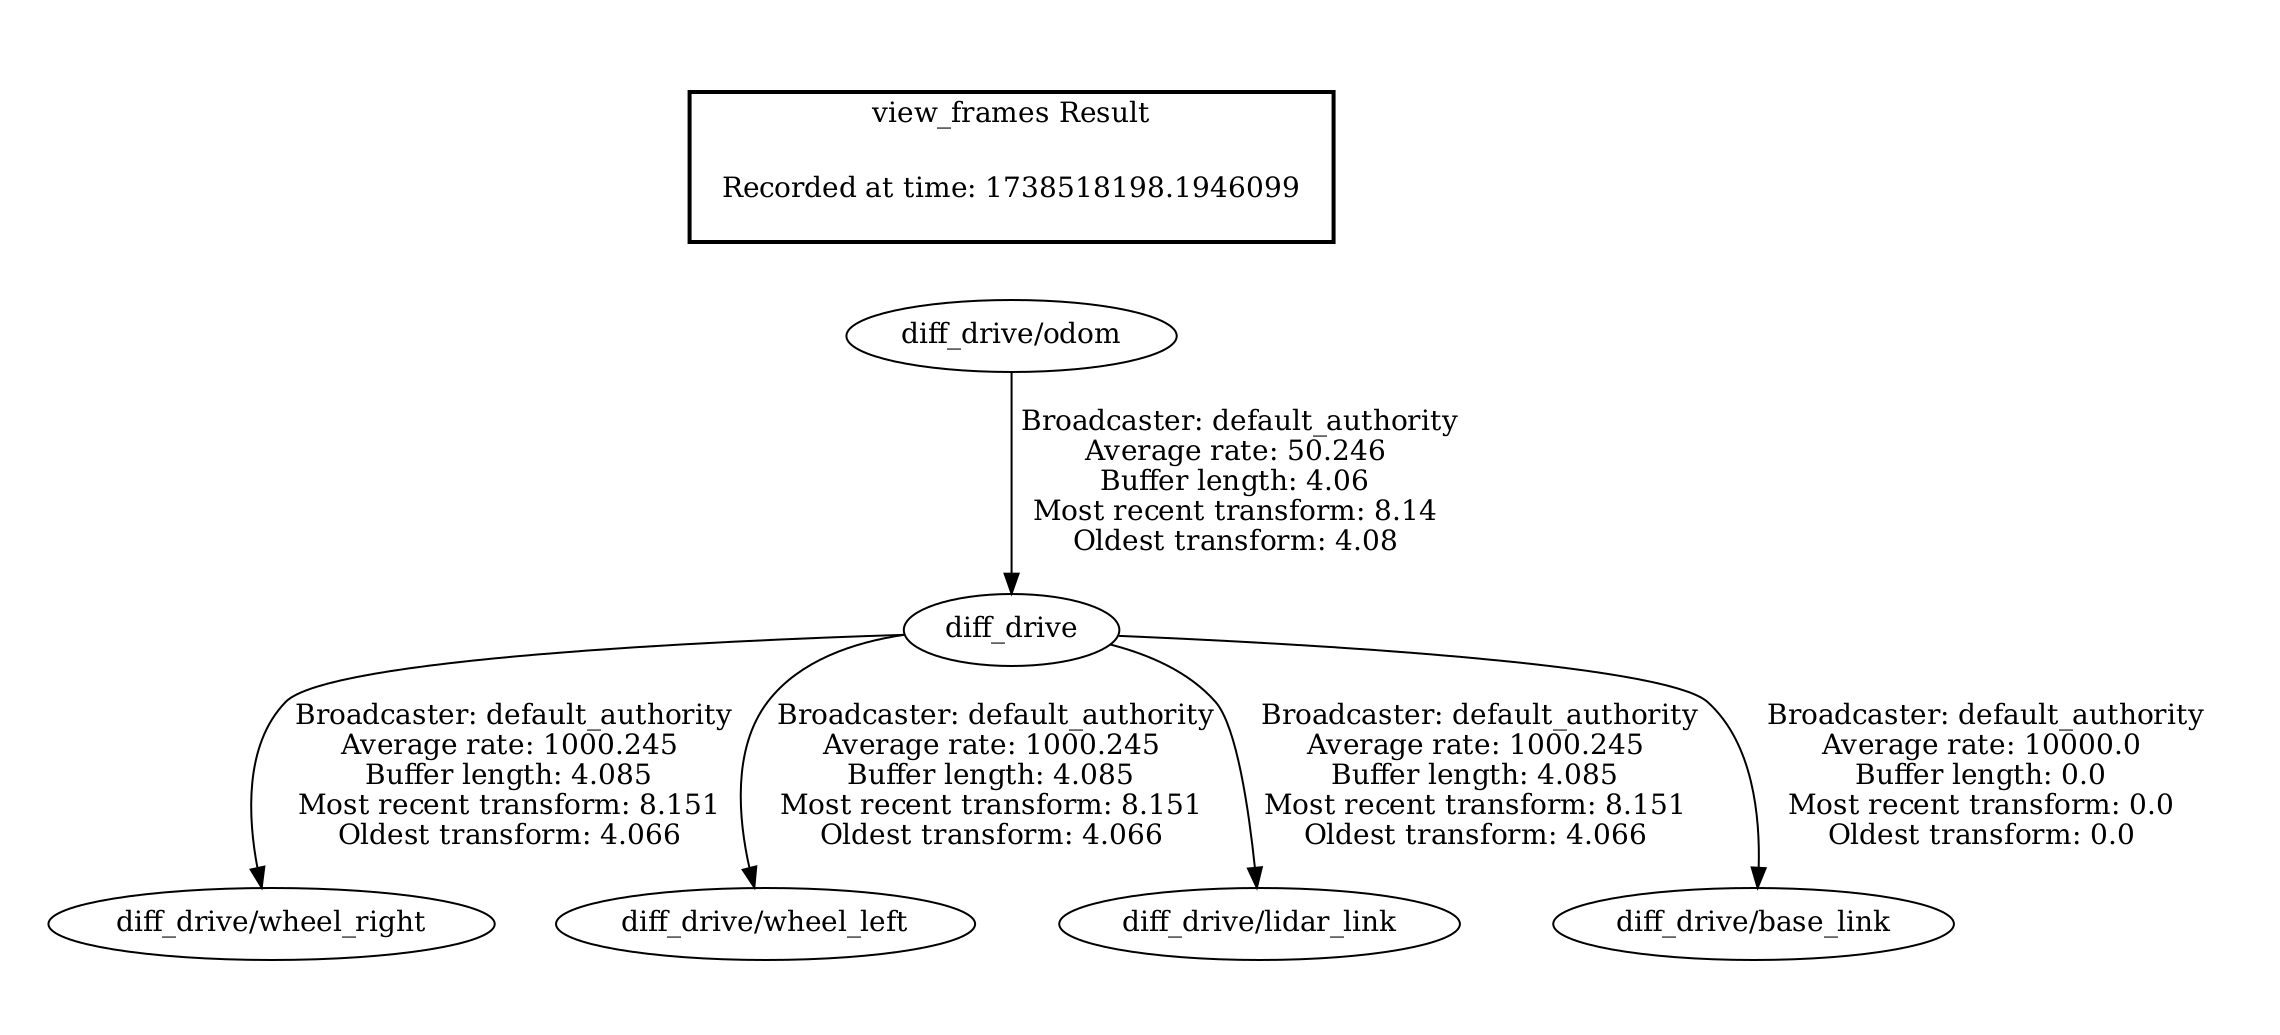 view_frames Result
Recorded at time: 1738518198.1946099
diff_drive/odom
Broadcaster: default_authority
Average rate: 50.246
Buffer length: 4.06
Most recent transform: 8.14
Oldest transform: 4.08
diff_drive
Broadcaster: default_authority
Average rate: 1000.245
Buffer length: 4.085
Most recent transform: 8.151
Oldest transform: 4.066
Broadcaster: default_authority
Average rate: 1000.245
Buffer length: 4.085
Most recent transform: 8.151
Oldest transform: 4.066
Broadcaster: default_authority
Average rate: 1000.245
Buffer length: 4.085
Most recent transform: 8.151
Oldest transform: 4.066
Broadcaster: default_authority
Average rate: 10000.0
Buffer length: 0.0
Most recent transform: 0.0
Oldest transform: 0.0
diff_drive/wheel_right
diff_drive/wheel_left
diff_drive/lidar_link
diff_drive/base_link